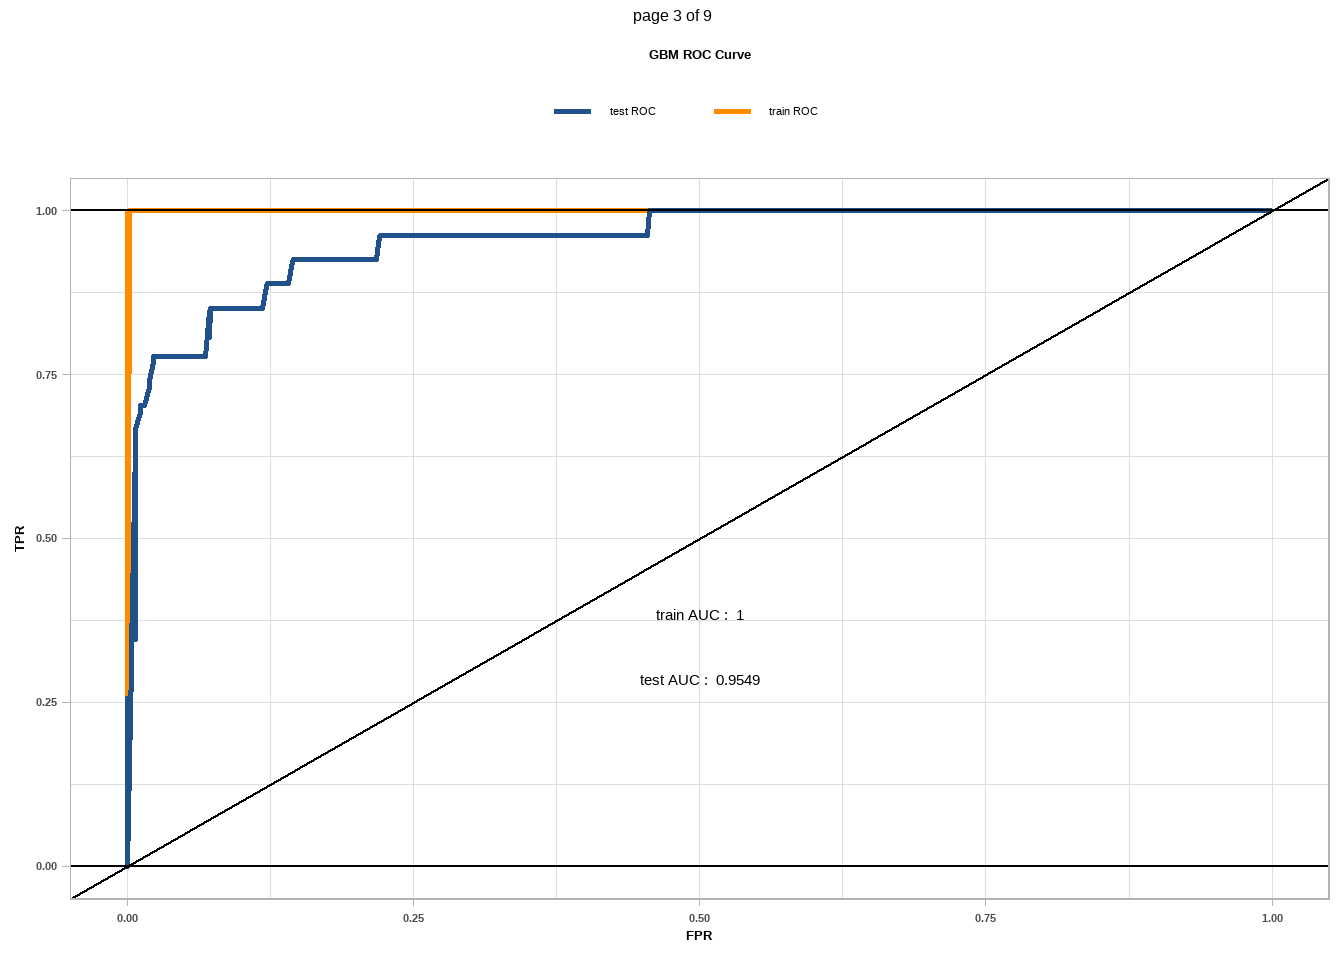 page 3 of 9
GBM ROC Curve
test ROC train ROC
1.00
0.75
TPR
0.50
train AUC : 1
test AUC : 0.9549
0.25
0.00
0.00 0.25 0.50 0.75 1.00
FPR